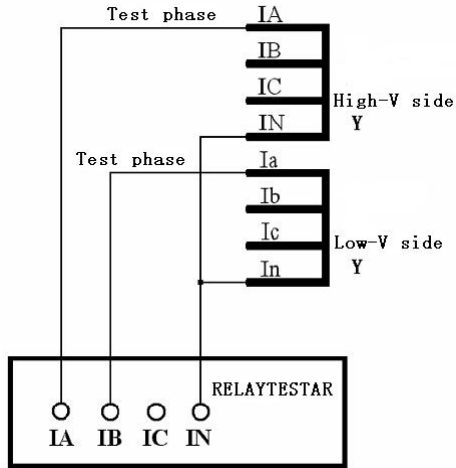 Test phase IA
IB
IC
High-V side
IN
Y
Test phase Ia
Ib
Ic
Low-V side
In
Y
RELAYTESTAR
IA IB IC IN